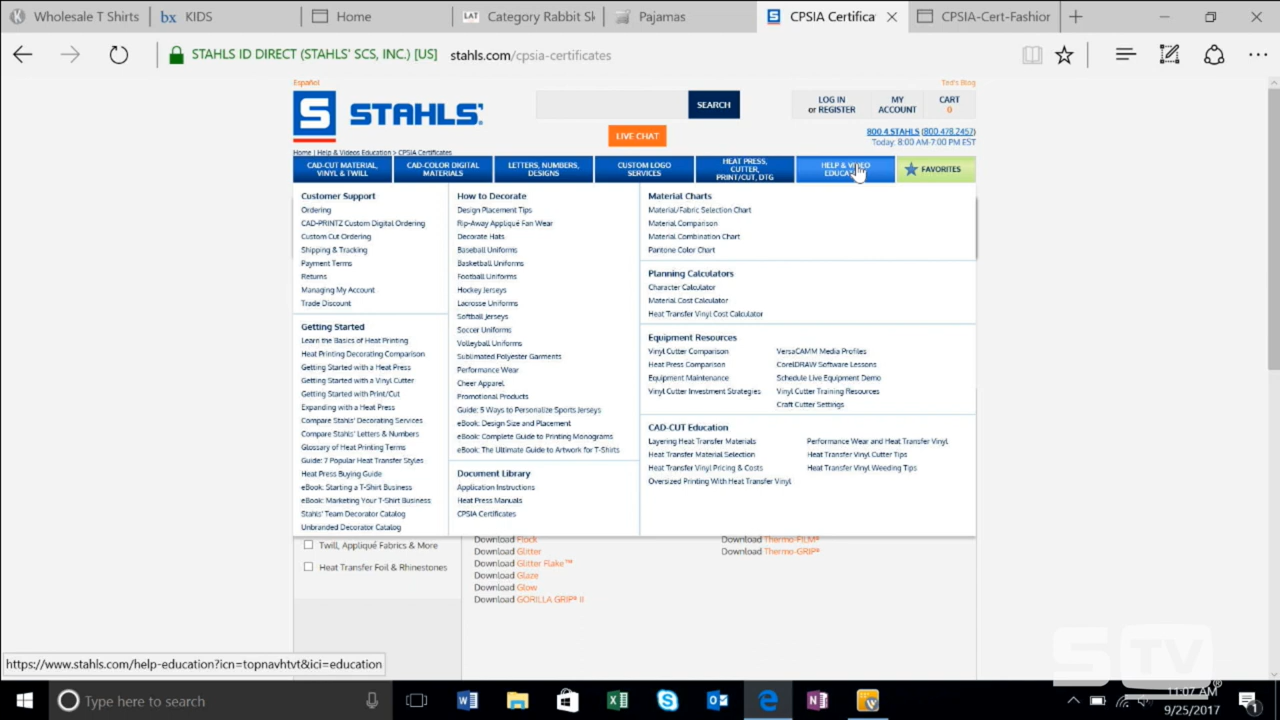 Wholesale T Shirts
bx KIDS
Home
LAT Category Rabbit Sk
Pajamas
S CPSIA Certifica
CPSIA-Cert-Fashior
STAHLS ID DIRECT (STAHLS' SCS, INC.) [US] stahls.com/cpsia-certificates
Español
Ted's Blog
S STAHLS'
SEARCH
LOG IN
or REGISTER
MY
ACCOUNT
CART
0
LIVE CHAT
800.4.STAHLS (800.478.2457)
Today: 8:00 AM-7:00 PM EST
Home | Help & Videos Education > CPSIA Certificates
CAD-CUT MATERIAL,
VINYL & TWILL
CAD-COLOR DIGITAL
MATERIALS
LETTERS, NUMBERS,
DESIGNS
CUSTOM LOGO
SERVICES
HEAT PRESS,
CUTTER,
PRINT/CUT, DTG
HELP & VIDEO
FAVORITES
Customer Support
Ordering
CAD-PRINTZ Custom Digital Ordering
Custom Cut Ordering
Shipping & Tracking
Payment Terms
Returns
Managing My Account
Trade Discount
Getting Started
Learn the Basics of Heat Printing
Heat Printing Decorating Comparison
Getting Started with a Heat Press
Getting Started with a Vinyl Cutter
Getting Started with Print/Cut
Expanding with a Heat Press
Compare Stahls' Decorating Services
Compare Stahls' Letters & Numbers
Glossary of Heat Printing Terms
Guide: 7 Popular Heat Transfer Styles
Heat Press Buying Guide
eBook: Starting a T-Shirt Business
eBook: Marketing Your T-Shirt Business
Stahls' Team Decorator Catalog
Unbranded Decorator Catalog
How to Decorate
Design Placement Tips
Rip-Away Appliqué Fan Wear
Decorate Hats
Baseball Uniforms
Basketball Uniforms
Football Uniforms
Hockey Jerseys
Lacrosse Uniforms
Softball Jerseys
Soccer Uniforms
Volleyball Uniforms
Sublimated Polyester Garments
Performance Wear
Cheer Apparel
Promotional Products
Guide: 5 Ways to Personalize Sports Jerseys
eBook: Design Size and Placement
eBook: Complete Guide to Printing Monograms
eBook: The Ultimate Guide to Artwork for T-Shirts
Document Library
Application Instructions
Heat Press Manuals
CPSIA Certificates
Material Charts
Material/Fabric Selection Chart
Material Comparison
Material Combination Chart
Pantone Color Chart
Planning Calculators
Character Calculator
Material Cost Calculator
Heat Transfer Vinyl Cost Calculator
Equipment Resources
Vinyl Cutter Comparison
Heat Press Comparison
Equipment Maintenance
Vinyl Cutter Investment Strategies
VersaCAMM Media Profiles
CorelDRAW Software Lessons
Schedule Live Equipment Demo
Vinyl Cutter Training Resources
Craft Cutter Settings
CAD-CUT Education
Layering Heat Transfer Materials
Heat Transfer Material Selection
Heat Transfer Vinyl Pricing & Costs
Oversized Printing With Heat Transfer Vinyl
Performance Wear and Heat Transfer Vinyl
Heat Transfer Vinyl Cutter Tips
Heat Transfer Vinyl Weeding Tips
Twill, Appliqué Fabrics & More
Heat Transfer Foil & Rhinestones
Download Flock
Download Glitter
Download Glitter Flake™
Download Glaze
Download Glow
Download GORILLA GRIP® II
Download Thermo-FILM®
Download Thermo-GRIP®
https://www.stahls.com/help-education?icn=topnavhtvt&ici=education
STV
Type here to search
11:07 AM
9/25/2017
1